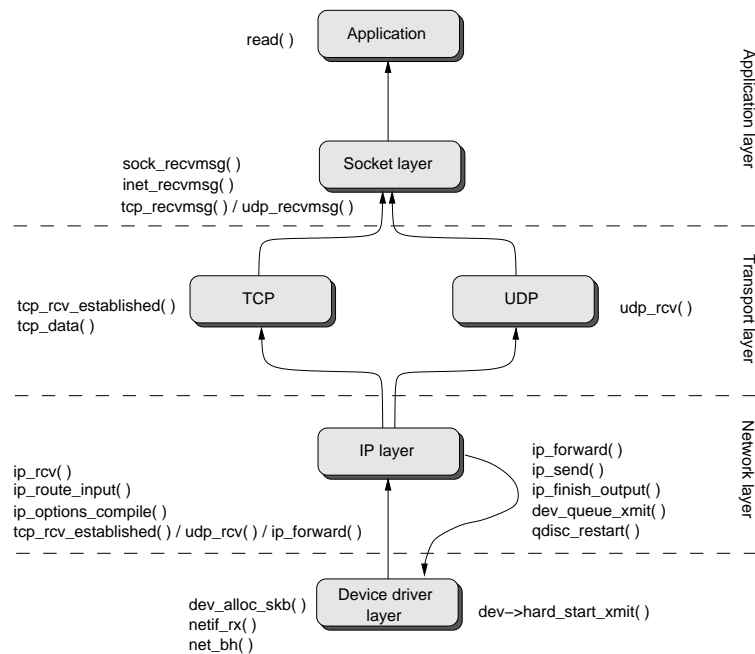 read( )
Application
Application layer
sock_recvmsg( )
inet_recvmsg( )
tcp_recvmsg( ) / udp_recvmsg( )
Socket layer
TCP
UDP
tcp_rcv_established( )
tcp_data( )
udp_rcv( )
Transport layer
IP layer
ip_rcv( )
ip_route_input( )
ip_options_compile( )
tcp_rcv_established( ) / udp_rcv( ) / ip_forward( )
ip_forward( )
ip_send( )
ip_finish_output( )
dev_queue_xmit( )
qdisc_restart( )
Network layer
dev_alloc_skb( )
netif_rx( )
net_bh( )
Device driver
layer
dev−>hard_start_xmit( )